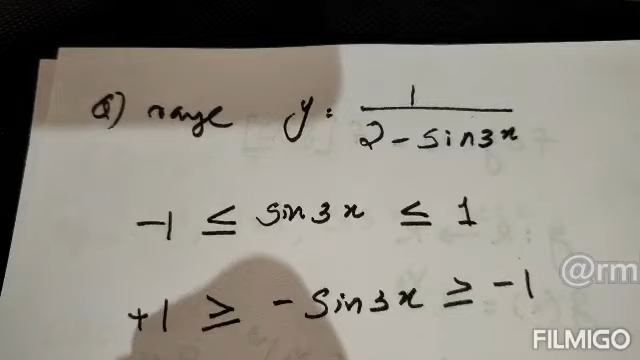 Q) range y = 1/(2 - sin3x)
-1 ≤ sin3x ≤ 1
+1 ≥ -sin3x ≥ -1
@rm
FILMIGO